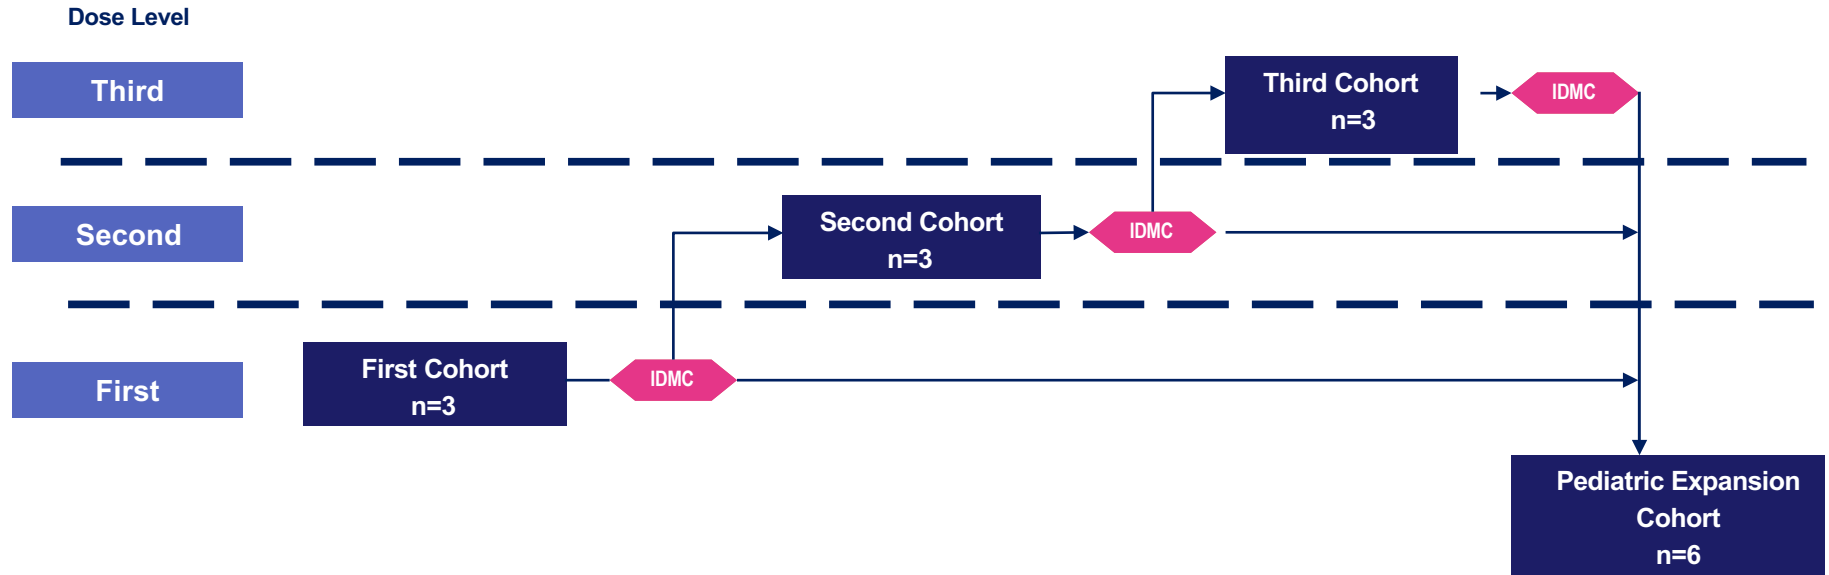 Dose Level
Third
Third Cohort
n=3
IDMC
Second
Second Cohort
n=3
IDMC
First
First Cohort
n=3
IDMC
Pediatric Expansion
Cohort
n=6